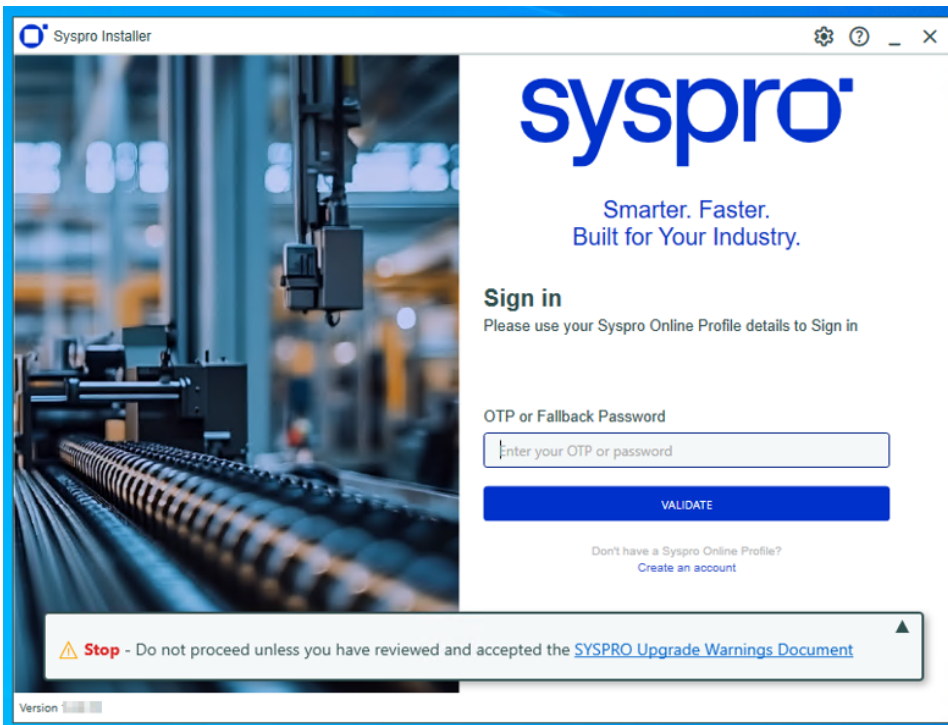 Syspro Installer
syspro
Smarter. Faster.
Built for Your Industry.
Sign in
Please use your Syspro Online Profile details to Sign in
OTP or Fallback Password
Enter your OTP or password
VALIDATE
Don't have a Syspro Online Profile?
Create an account
Stop - Do not proceed unless you have reviewed and accepted the SYSPRO Upgrade Warnings Document
Version